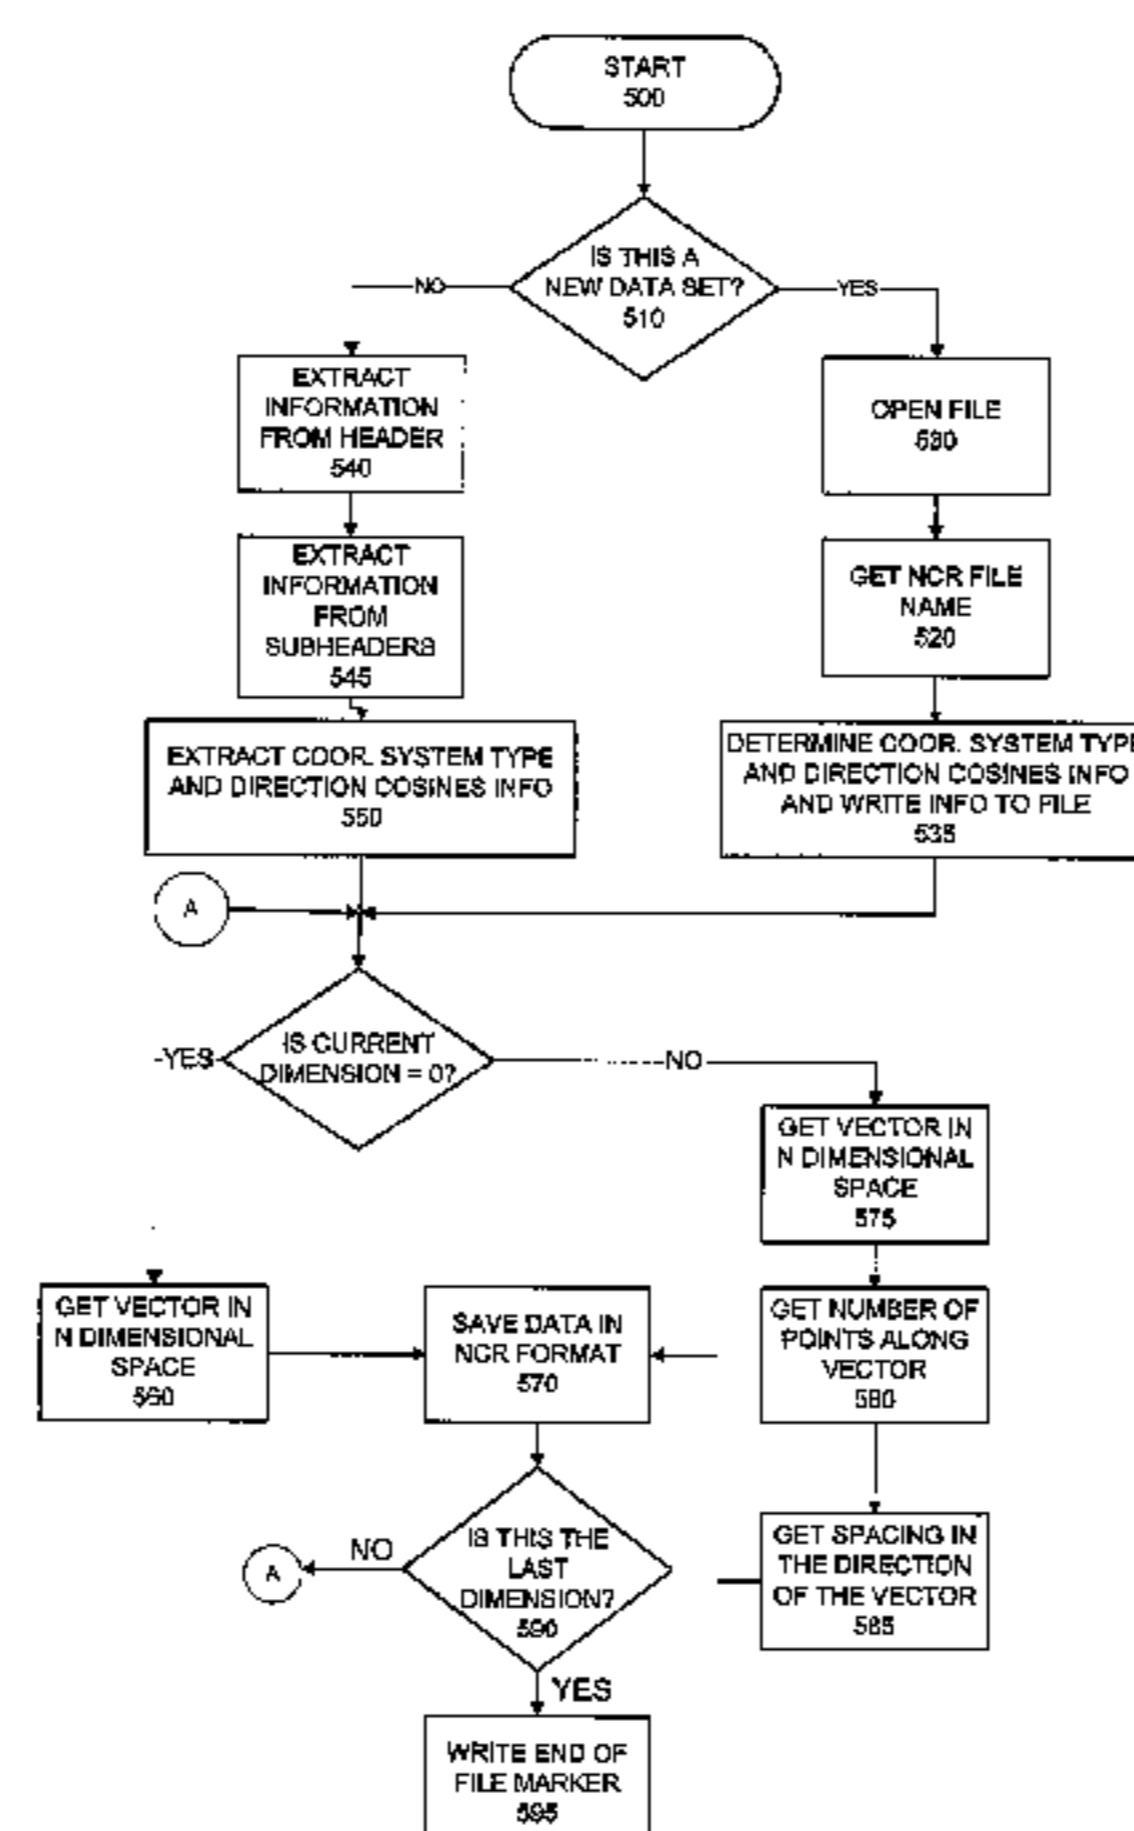 START
500
IS THIS A
NEW DATA SET?
510
NO
YES
EXTRACT
INFORMATION
FROM HEADER
540
OPEN FILE
530
EXTRACT
INFORMATION
FROM
SUBHEADERS
545
GET NCR FILE
NAME
520
EXTRACT COOR. SYSTEM TYPE
AND DIRECTION COSINES INFO
550
DETERMINE COOR. SYSTEM TYPE
AND DIRECTION COSINES INFO
AND WRITE INFO TO FILE
535
A
IS CURRENT
DIMENSION = 0?
YES
NO
GET VECTOR IN
N DIMENSIONAL
SPACE
575
GET VECTOR IN
N DIMENSIONAL
SPACE
560
SAVE DATA IN
NCR FORMAT
570
GET NUMBER OF
POINTS ALONG
VECTOR
580
IS THIS THE
LAST
DIMENSION?
590
NO
A
GET SPACING IN
THE DIRECTION
OF THE VECTOR
585
YES
WRITE END OF
FILE MARKER
595